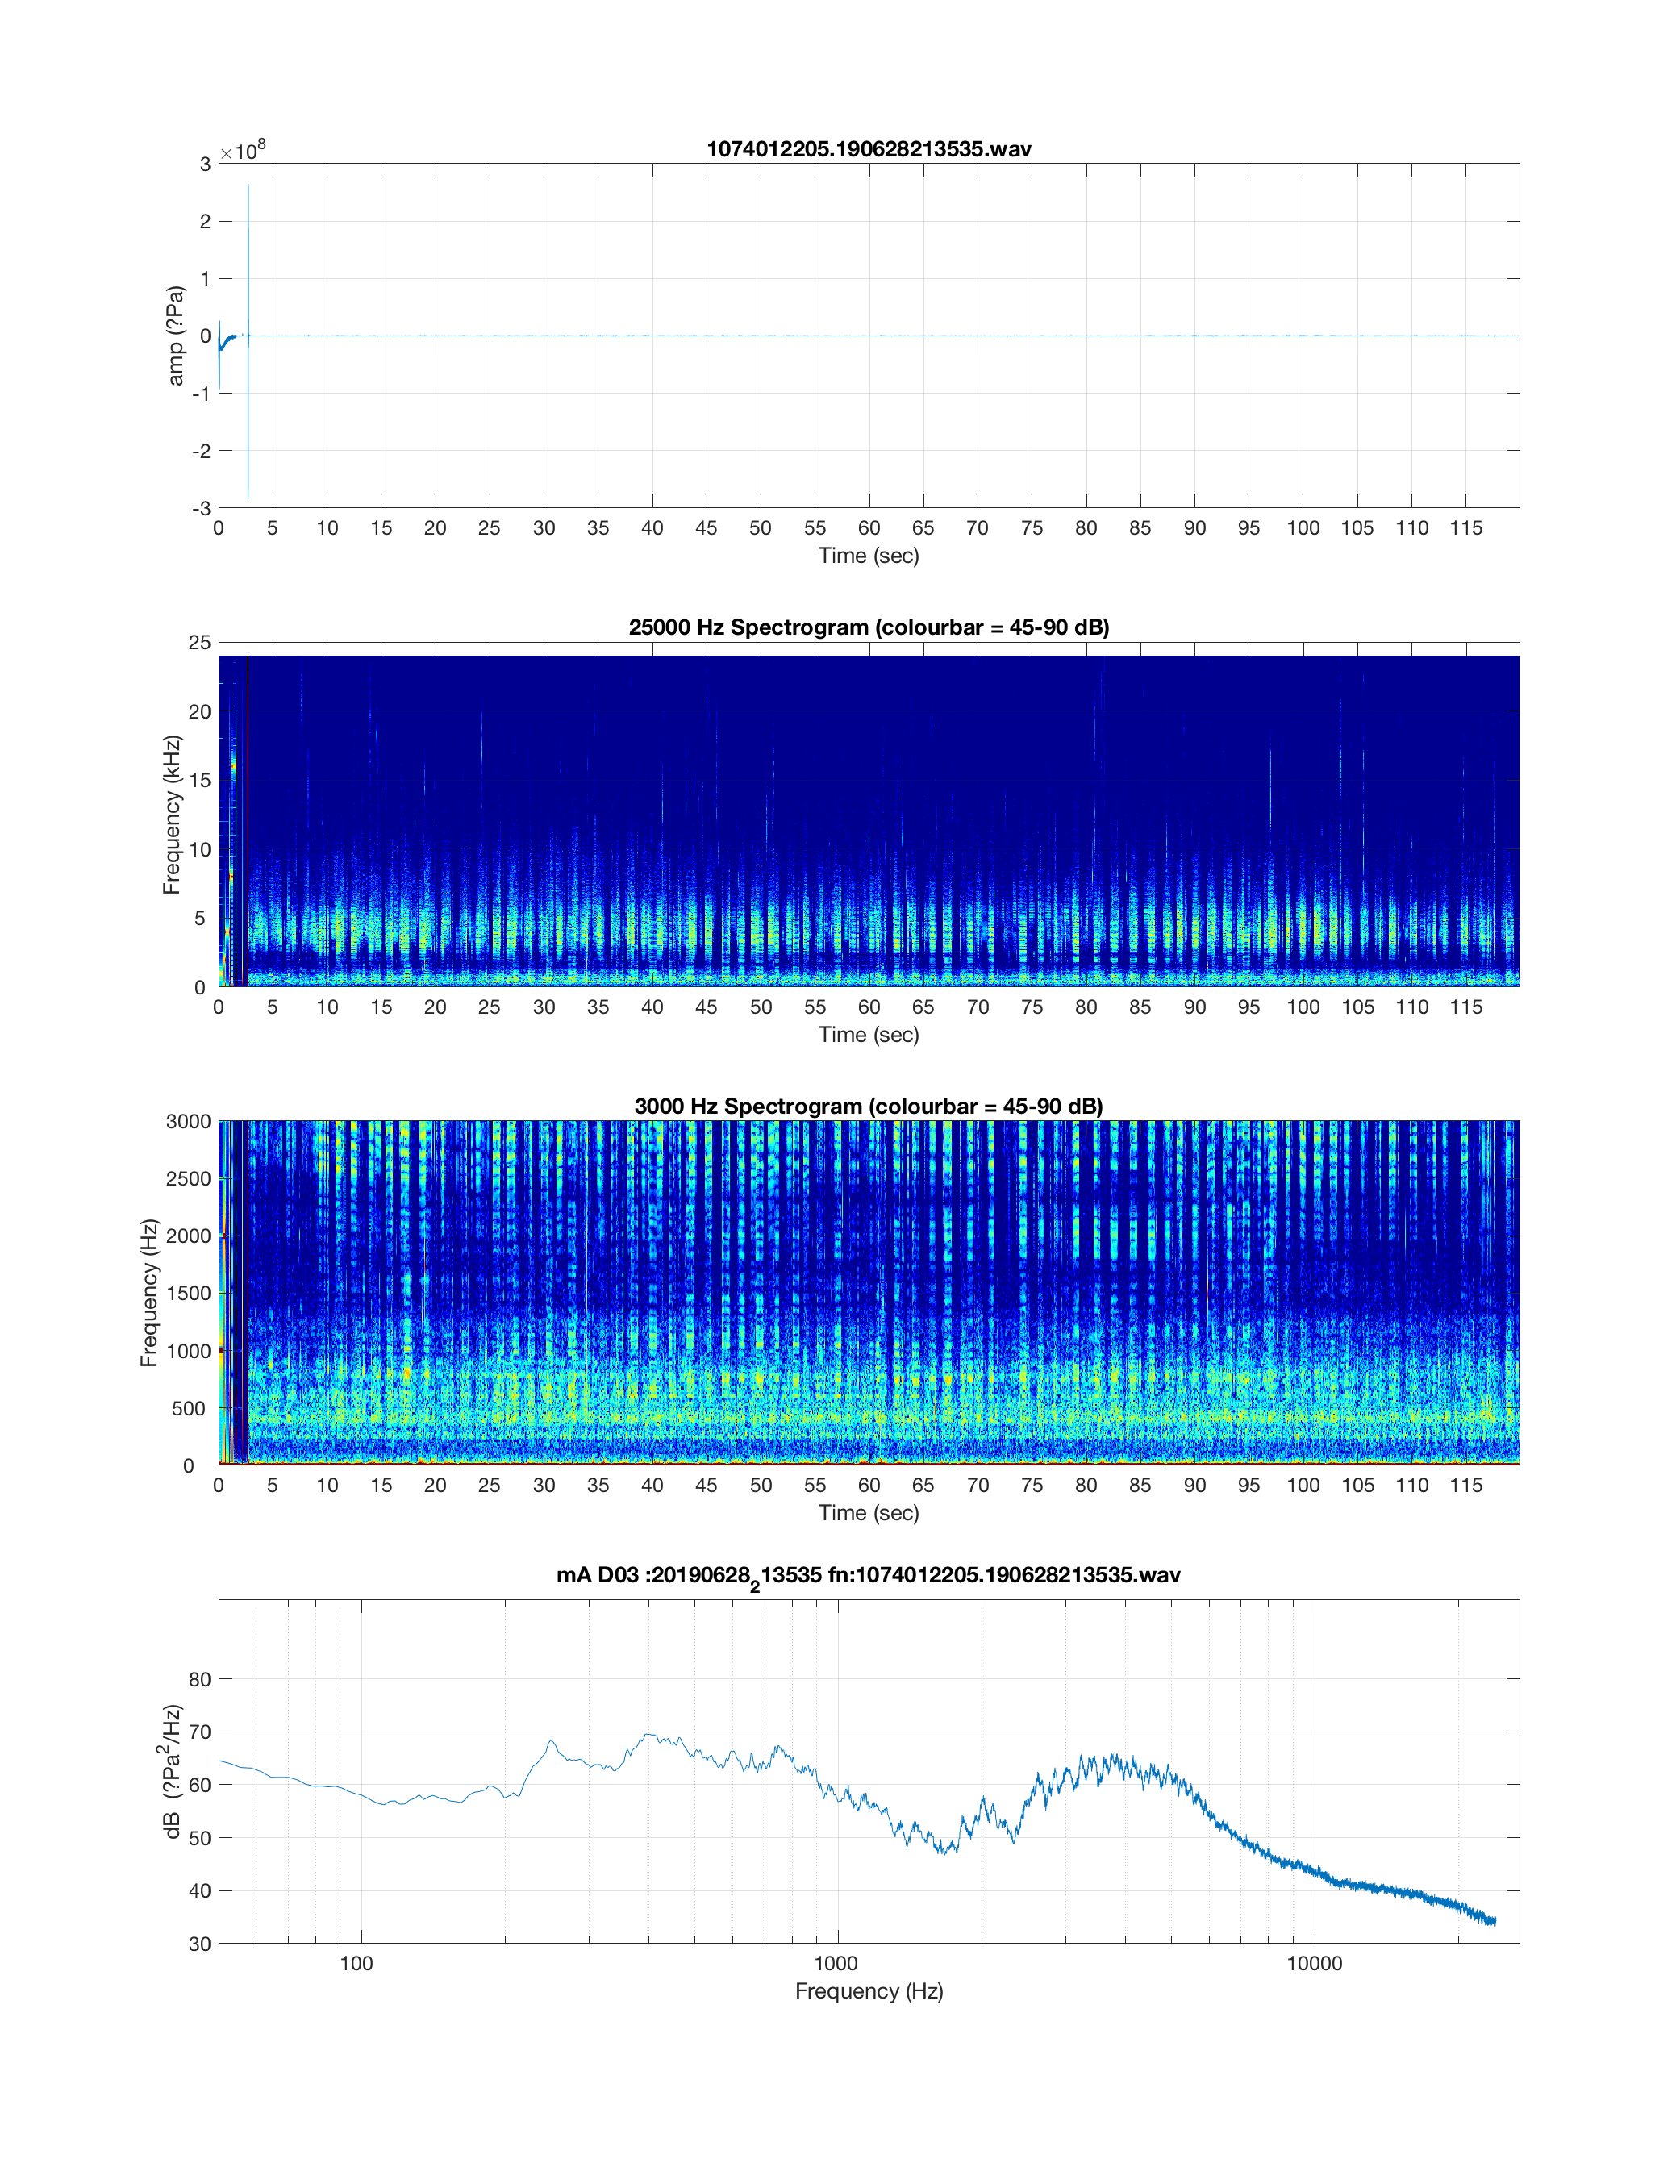 1074012205.190628213535.wav
×10^8
3
2
1
0
-1
-2
-3
amp (?Pa)
0 5 10 15 20 25 30 35 40 45 50 55 60 65 70 75 80 85 90 95 100 105 110 115
Time (sec)
25000 Hz Spectrogram (colourbar = 45-90 dB)
25
20
15
10
5
0
Frequency (kHz)
0 5 10 15 20 25 30 35 40 45 50 55 60 65 70 75 80 85 90 95 100 105 110 115
Time (sec)
3000 Hz Spectrogram (colourbar = 45-90 dB)
3000
2500
2000
1500
1000
500
0
Frequency (Hz)
0 5 10 15 20 25 30 35 40 45 50 55 60 65 70 75 80 85 90 95 100 105 110 115
Time (sec)
mA D03 :20190628_213535 fn:1074012205.190628213535.wav
80
70
60
50
40
30
dB (?Pa^2/Hz)
100 1000 10000
Frequency (Hz)